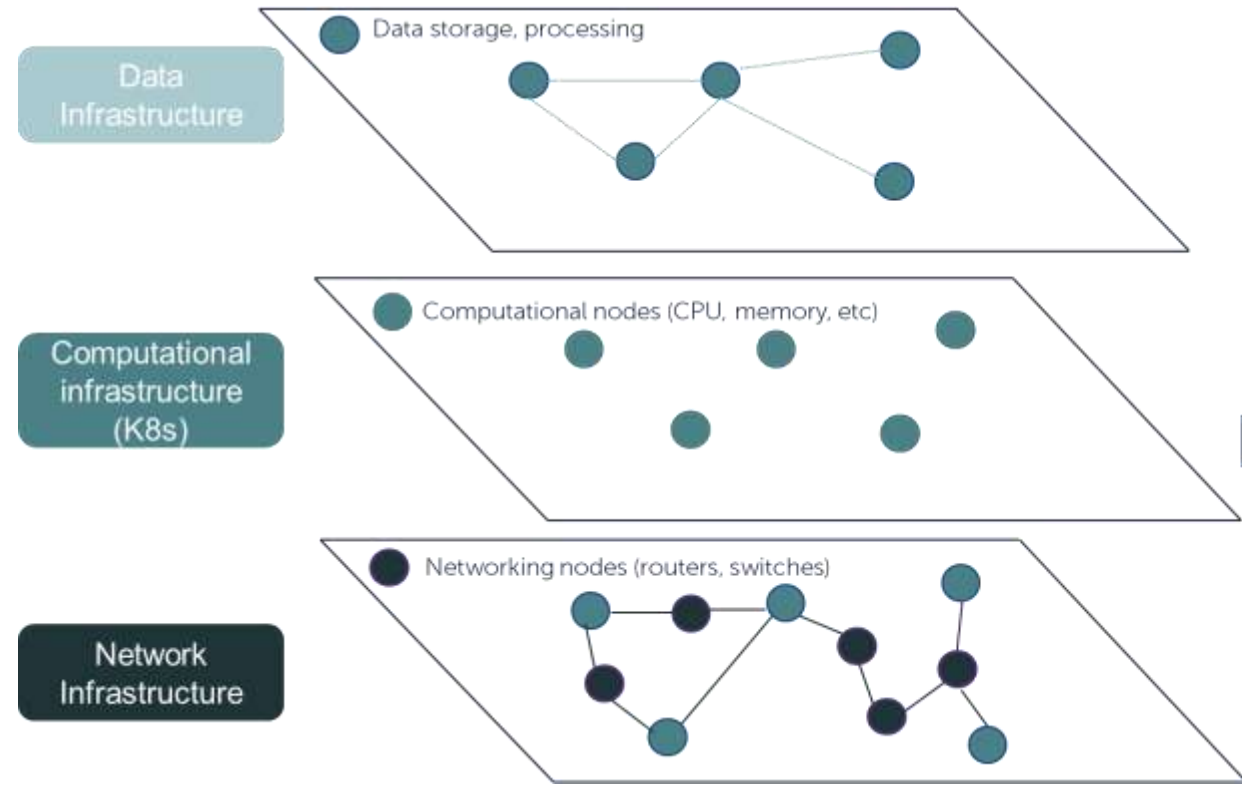 Data storage, processing
Data
Infrastructure
Computational nodes (CPU, memory, etc)
Computational
infrastructure
(K8s)
Networking nodes (routers, switches)
Network
Infrastructure